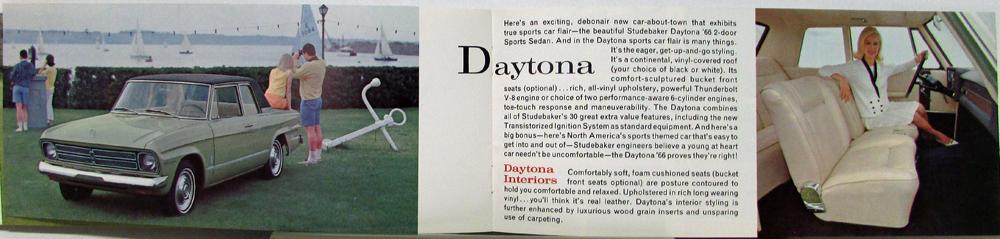 Daytona
Here's an exciting, debonair new car-about-town that exhibits
true sports car flair—the beautiful Studebaker Daytona '66 2-door
Sports Sedan. And in the Daytona sports car flair is many things.
It's the eager, get-up-and-go styling.
It's a continental, vinyl-covered roof
(your choice of black or white). Its
comfort-sculptured bucket front
seats (optional)...rich, all-vinyl upholstery, powerful Thunderbolt
V-8 engine or choice of two performance-aware 6-cylinder engines,
toe-touch response and maneuverability. The Daytona combines
all of Studebaker's 30 great extra value features, including the new
Transistorized Ignition System as standard equipment. And here's a
big bonus—here's North America's sports themed car that's easy to
get into and out of—Studebaker engineers believe a young at heart
car needn't be uncomfortable—the Daytona '66 proves they're right!
Daytona
Interiors
Comfortably soft, foam cushioned seats (bucket
front seats optional) are posture contoured to
hold you comfortable and relaxed. Upholstered in rich long wearing
vinyl...you'll think it's real leather. Daytona's interior styling is
further enhanced by luxurious wood grain inserts and unsparing
use of carpeting.